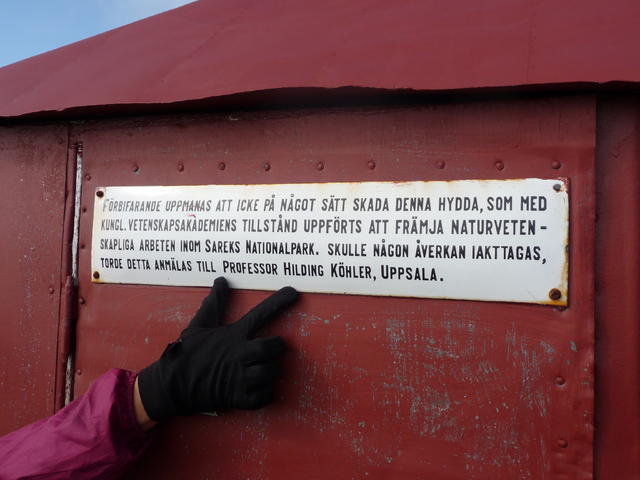 FÖRBIFARANDE UPPMANAS ATT ICKE PÅ NÅGOT SÄTT SKADA DENNA HYDDA, SOM MED
KUNGL. VETENSKAPSAKADEMIENS TILLSTÅND UPPFÖRTS ATT FRÄMJA NATURVETEN-
SKAPLIGA ARBETEN INOM SAREKS NATIONALPARK. SKULLE NÅGON ÅVERKAN IAKTTAGAS,
TORDE DETTA ANMÄLAS TILL PROFESSOR HILDING KÖHLER, UPPSALA.